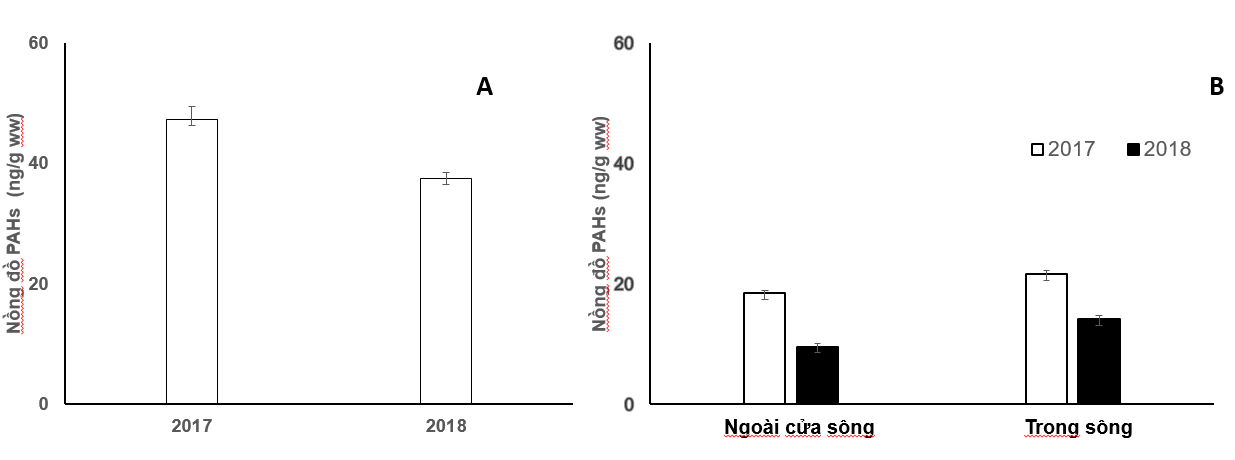 A
Nồng độ PAHs (ng/g ww)
60
40
20
0
2017
2018
B
Nồng độ PAHs (ng/g ww)
60
40
20
0
2017
2018
Ngoài cửa sông
Trong sông